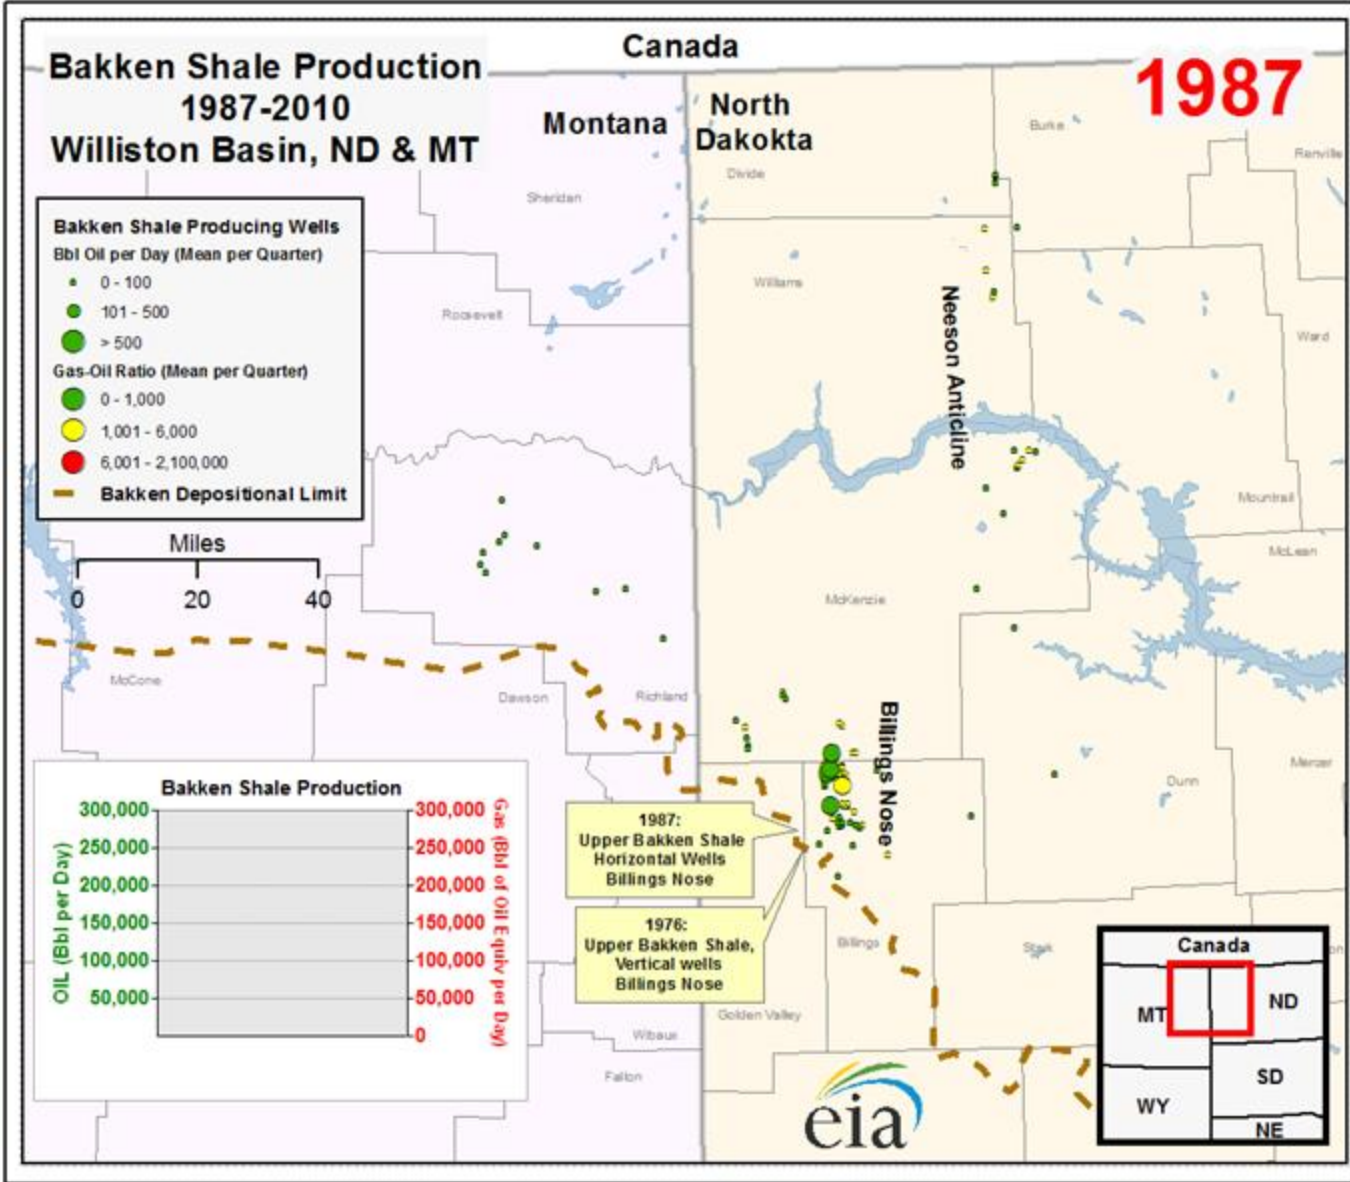 Canada
Bakken Shale Production
1987-2010
Williston Basin, ND & MT
1987
Montana
North
Dakokta
Burke
Renville
Divide
Sheridan
Bakken Shale Producing Wells
Bbl Oil per Day (Mean per Quarter)
0 - 100
101 - 500
> 500
Gas-Oil Ratio (Mean per Quarter)
0 - 1,000
1,001 - 6,000
6,001 - 2,100,000
Bakken Depositional Limit
Williams
Roosevelt
Neeson Anticline
Ward
Mountrail
McLean
Miles
0 20 40
McKenzie
McCone
Dawson
Richland
Billings Nose
Mercer
Dunn
Bakken Shale Production
300,000
250,000
200,000
150,000
100,000
50,000
OIL (Bbl per Day)
300,000
250,000
200,000
150,000
100,000
50,000
0
Gas (Bbl of Oil Equiv per Day)
1987:
Upper Bakken Shale
Horizontal Wells
Billings Nose
1976:
Upper Bakken Shale,
Vertical wells
Billings Nose
Billings
Stark
Golden Valley
Wibaux
Fallon
eia
Canada
MT
ND
SD
WY
NE